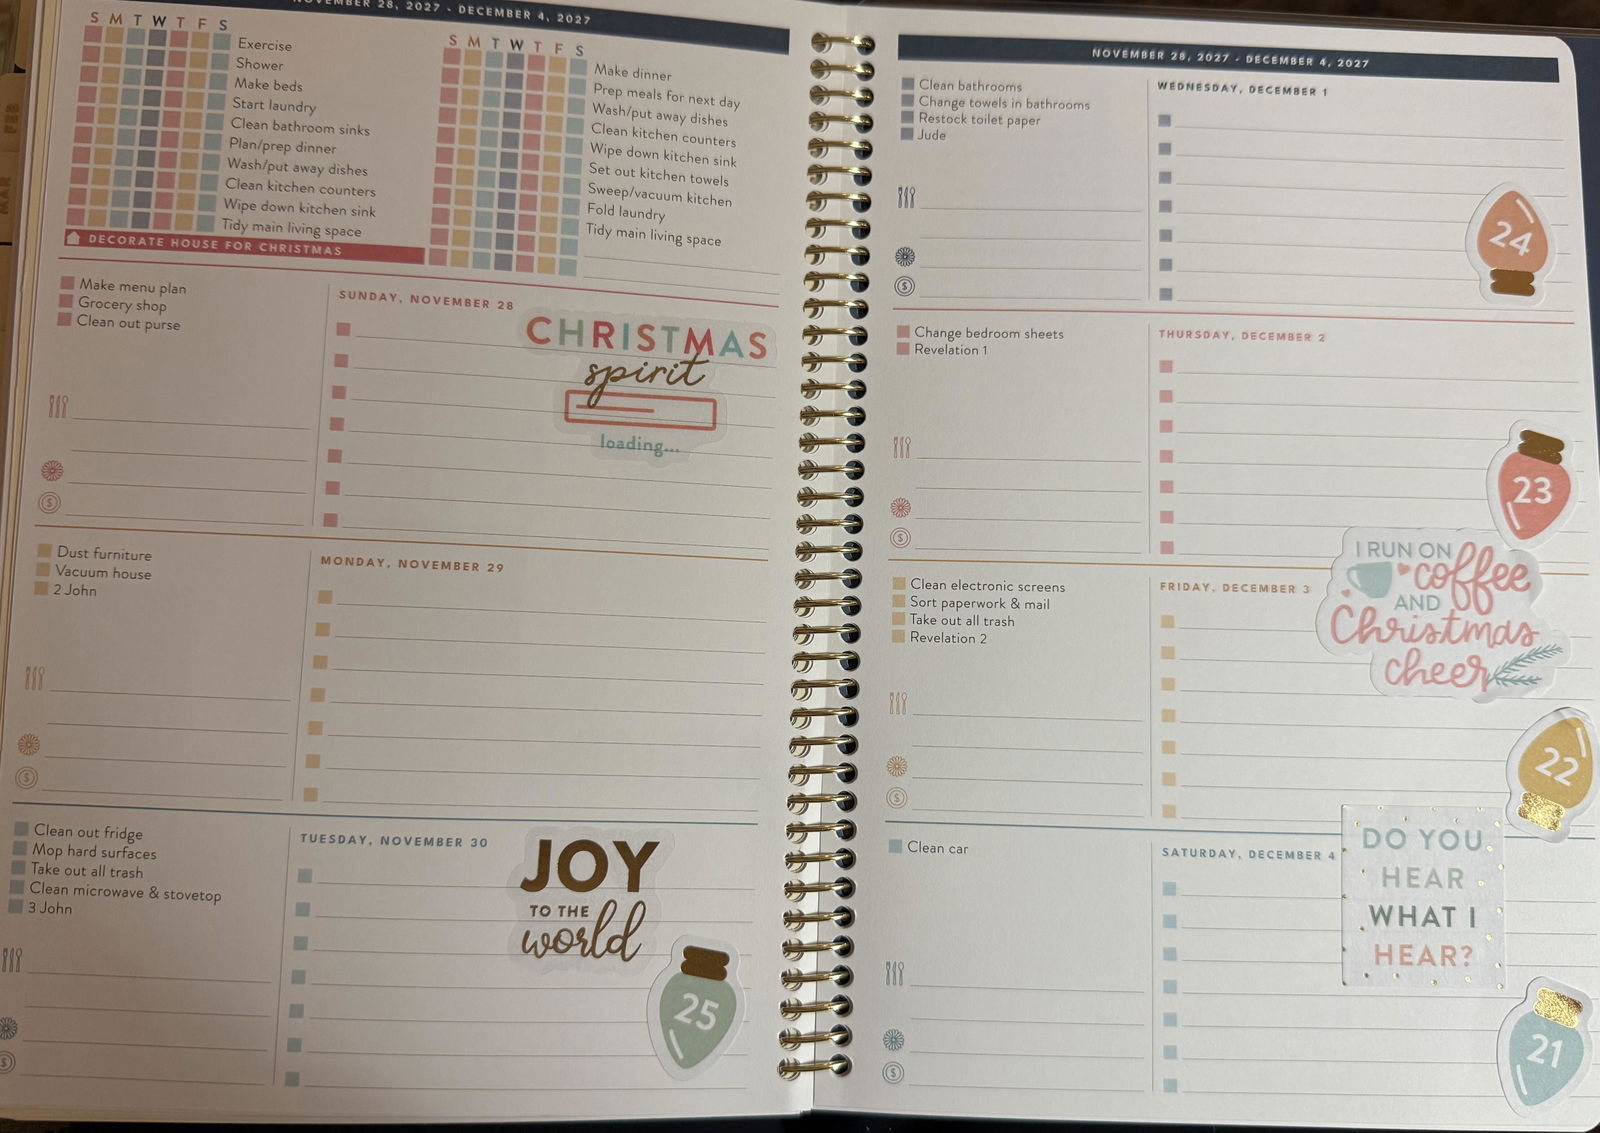 NOVEMBER 28, 2027 - DECEMBER 4, 2027
S M T W T F S
Exercise
Shower
Make beds
Start laundry
Clean bathroom sinks
Plan/prep dinner
Wash/put away dishes
Clean kitchen counters
Wipe down kitchen sink
Tidy main living space
DECORATE HOUSE FOR CHRISTMAS
S M T W T F S
Make dinner
Prep meals for next day
Wash/put away dishes
Clean kitchen counters
Wipe down kitchen sink
Set out kitchen towels
Sweep/vacuum kitchen
Fold laundry
Tidy main living space
Make menu plan
Grocery shop
Clean out purse
SUNDAY, NOVEMBER 28
CHRISTMAS
spirit
loading...
Dust furniture
Vacuum house
2 John
MONDAY, NOVEMBER 29
Clean out fridge
Mop hard surfaces
Take out all trash
Clean microwave & stovetop
3 John
TUESDAY, NOVEMBER 30
JOY
TO THE
world
25
NOVEMBER 28, 2027 - DECEMBER 4, 2027
Clean bathrooms
Change towels in bathrooms
Restock toilet paper
Jude
WEDNESDAY, DECEMBER 1
24
Change bedroom sheets
Revelation 1
THURSDAY, DECEMBER 2
23
Clean electronic screens
Sort paperwork & mail
Take out all trash
Revelation 2
FRIDAY, DECEMBER 3
I RUN ON
coffee
AND
Christmas
cheer
22
Clean car
SATURDAY, DECEMBER 4
DO YOU
HEAR
WHAT I
HEAR?
21
FEB
MAR
$
$
$
$
$
$
$